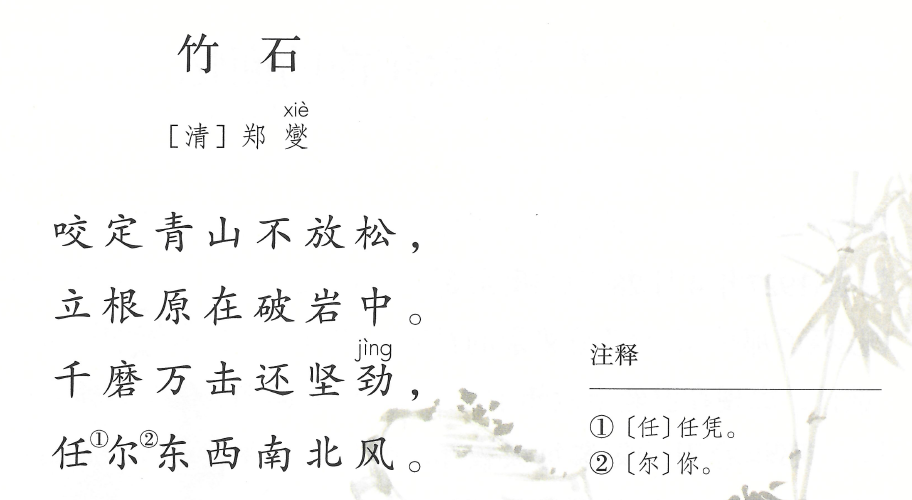 竹 石
xiè
[清] 郑 燮
咬定青山不放松，
立根原在破岩中。
jìng
千磨万击还坚劲，
任①尔②东西南北风。
注释
①〔任〕任凭。
②〔尔〕你。